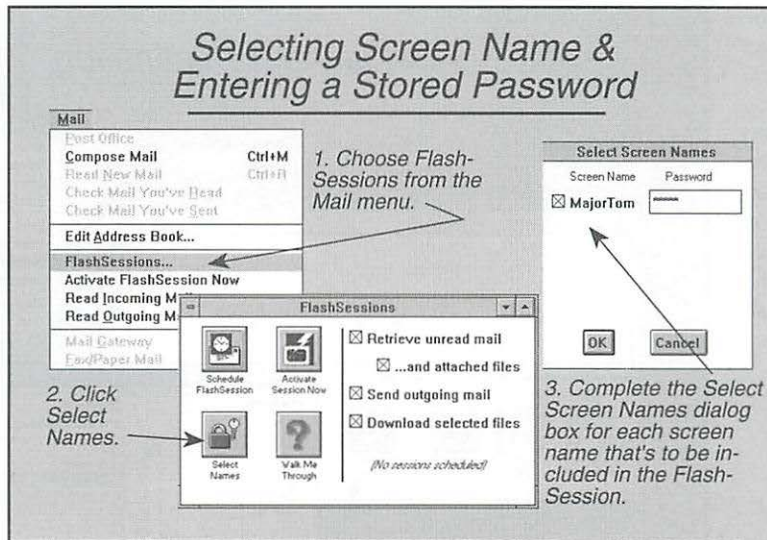 Selecting Screen Name &
Entering a Stored Password
Mail
Post Office
Compose Mail Ctrl+M
Read New Mail Ctrl+R
Check Mail You've Read
Check Mail You've Sent
Edit Address Book...
FlashSessions...
Activate FlashSession Now
Read Incoming Ma
Read Outgoing Ma
Mail Gateway
Fax/Paper Mail
1. Choose Flash-
Sessions from the
Mail menu.
Select Screen Names
Screen Name Password
MajorTom *****
OK Cancel
2. Click
Select
Names.
FlashSessions
Schedule
FlashSession
Activate
Session Now
Select
Names
Walk Me
Through
Retrieve unread mail
...and attached files
Send outgoing mail
Download selected files
(No sessions scheduled)
3. Complete the Select
Screen Names dialog
box for each screen
name that's to be in-
cluded in the Flash-
Session.